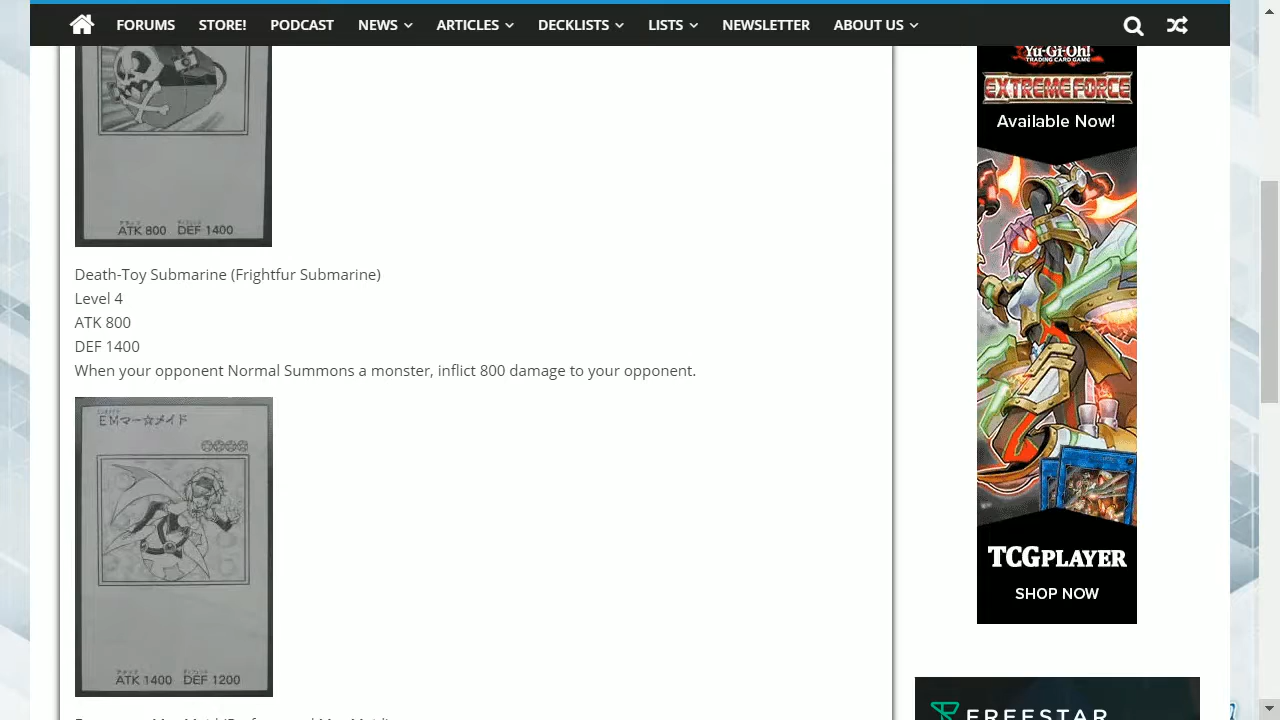 FORUMS STORE! PODCAST NEWS ARTICLES DECKLISTS LISTS NEWSLETTER ABOUT US
ATK 800 DEF 1400
Death-Toy Submarine (Frightfur Submarine)
Level 4
ATK 800
DEF 1400
When your opponent Normal Summons a monster, inflict 800 damage to your opponent.
EMマー☆メイド
ATK 1400 DEF 1200
Yu-Gi-Oh!
TRADING CARD GAME
EXTREME FORCE
Available Now!
TCGPLAYER
SHOP NOW
FREESTAR